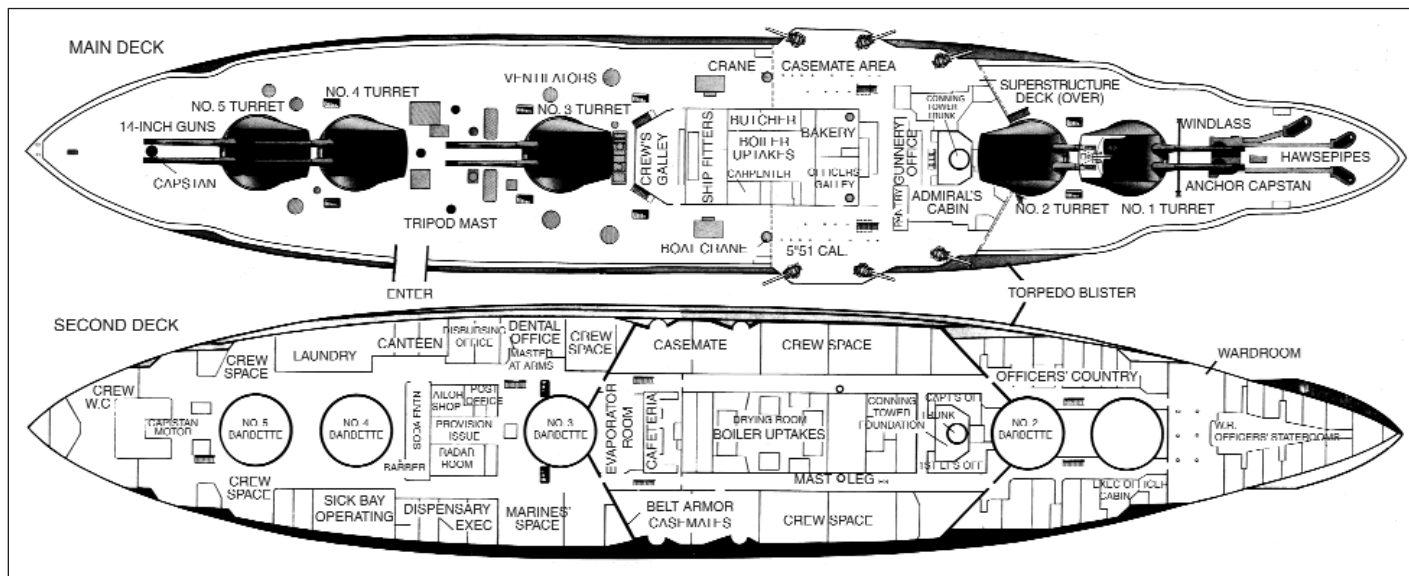 MAIN DECK
CRANE
CASEMATE AREA
VENTILATORS
NO. 5 TURRET
NO. 4 TURRET
NO. 3 TURRET
14-INCH GUNS
CAPSTAN
TRIPOD MAST
CREW'S
GALLEY
SHIP FITTERS
BUTCHER
BOILER
UPTAKES
CARPENTER
BAKERY
OFFICERS
GALLEY
GUNNERY
OFFICE
PANTRY
CONNING
TOWER
TRUNK
ADMIRAL'S
CABIN
SUPERSTRUCTURE
DECK (OVER)
WINDLASS
HAWSEPIPES
ANCHOR CAPSTAN
NO. 2 TURRET
NO. 1 TURRET
BOAT CRANE
5"51 CAL.
ENTER
TORPEDO BLISTER
SECOND DECK
CREW
SPACE
LAUNDRY
CANTEEN
DISBURSING
OFFICE
DENTAL
OFFICE
MASTER
AT ARMS
CREW
SPACE
CASEMATE
CREW SPACE
WARDROOM
OFFICERS' COUNTRY
CREW
W.C.
CAPSTAN
MOTOR
NO. 5
BARBETTE
NO. 4
BARBETTE
SODA FNTN
BARBER
TAILOR
SHOP
POST
OFFICE
PROVISION
ISSUE
RADAR
ROOM
NO. 3
BARBETTE
EVAPORATOR
ROOM
CAFETERIA
DRYING ROOM
BOILER UPTAKES
CONNING
TOWER
FOUNDATION
CAPT'S OFF
TRUNK
1ST LT'S OFF
NO. 2
BARBETTE
W.R.
OFFICERS' STATEROOMS
EXEC OFFICER
CABIN
MAST LEG
CREW
SPACE
SICK BAY
OPERATING
DISPENSARY
EXEC
MARINES'
SPACE
BELT ARMOR
CASEMATES
CREW SPACE